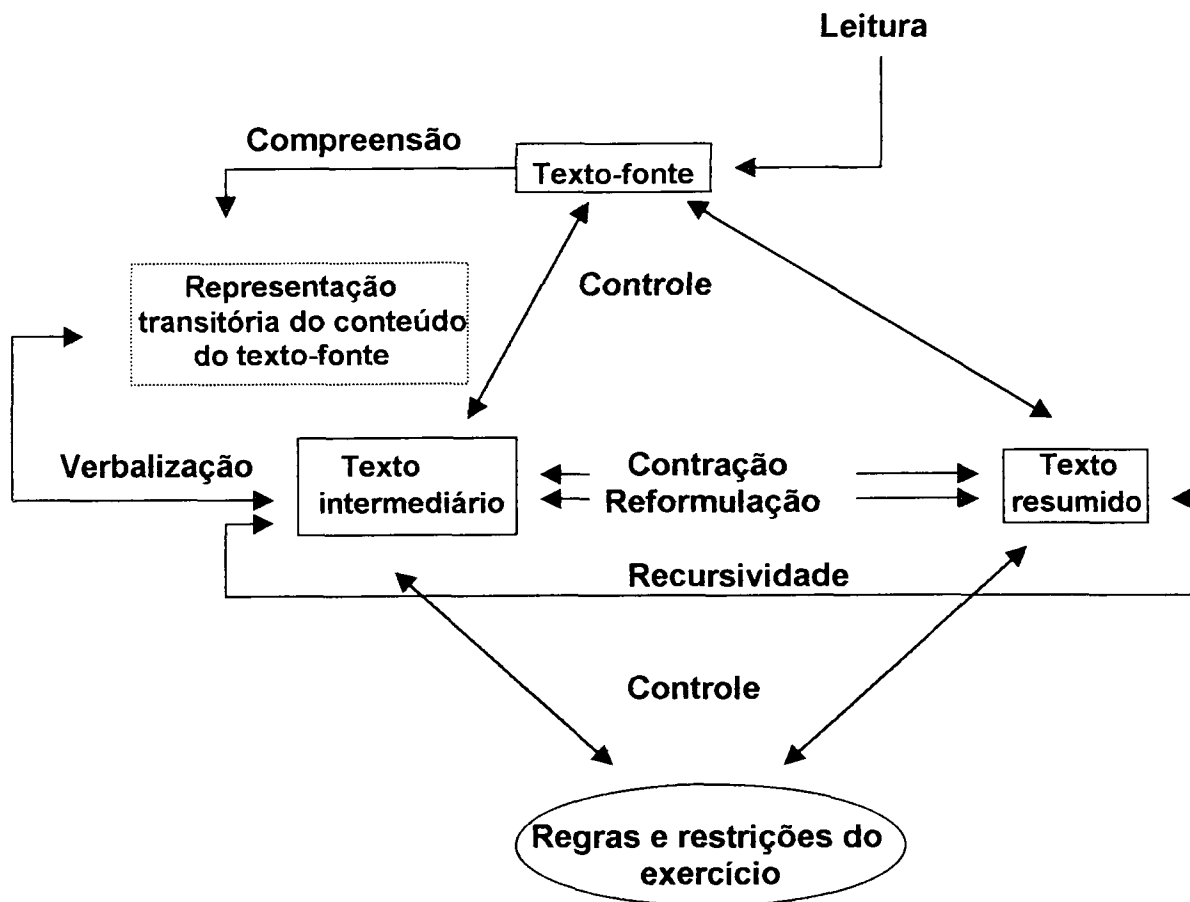 Leitura
Compreensão
Texto-fonte
Controle
Representação
transitória do conteúdo
do texto-fonte
Verbalização
Texto
intermediário
Contração
Reformulação
Texto
resumido
Recursividade
Controle
Regras e restrições do
exercício